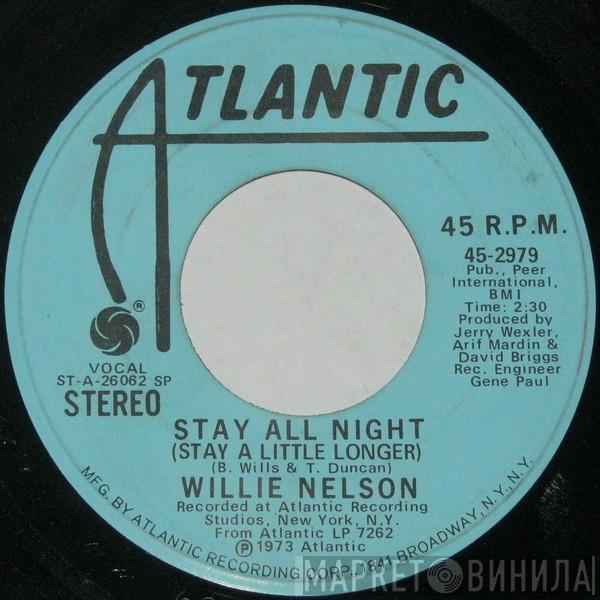 ATLANTIC
®
45 R.P.M.
45-2979
Pub., Peer
International,
BMI
Time: 2:30
Produced by
Jerry Wexler,
Arif Mardin &
David Briggs
Rec. Engineer
Gene Paul
VOCAL
ST-A-26062 SP
STEREO
STAY ALL NIGHT
(STAY A LITTLE LONGER)
(B. Wills & T. Duncan)
WILLIE NELSON
Recorded at Atlantic Recording
Studios, New York, N.Y.
From Atlantic LP 7262
℗1973 Atlantic
MFG. BY ATLANTIC RECORDING CORP., 1841 BROADWAY, N.Y., N.Y.
МАРКЕТ ВИНИЛА